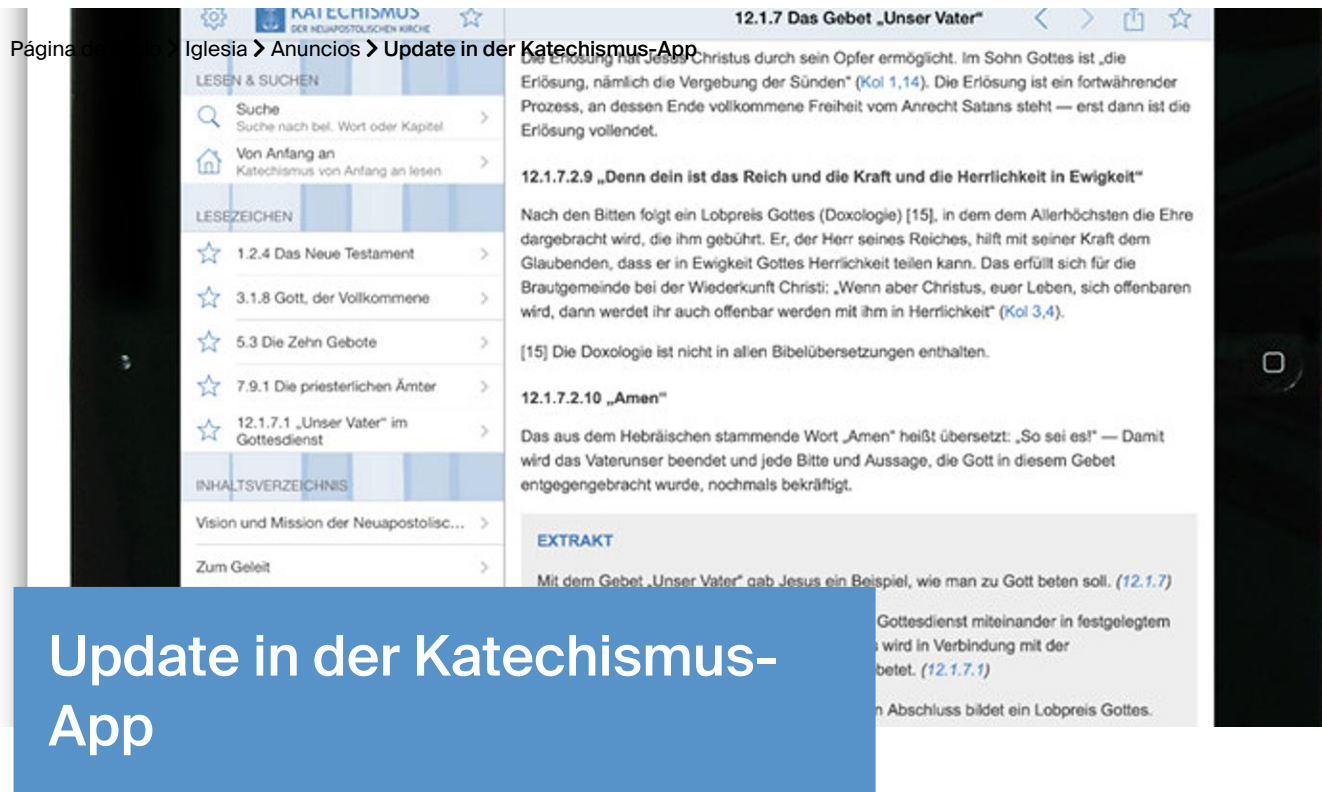 KATECHISMUS
DER NEUAPOSTOLISCHEN KIRCHE
12.1.7 Das Gebet „Unser Vater“
Página de > Iglesia > Anuncios > Update in der Katechismus-App
LESEN & SUCHEN
Suche
Suche nach bel. Wort oder Kapitel
Von Anfang an
Katechismus von Anfang an lesen
LESEZEICHEN
1.2.4 Das Neue Testament
3.1.8 Gott, der Vollkommene
5.3 Die Zehn Gebote
7.9.1 Die priesterlichen Ämter
12.1.7.1 „Unser Vater“ im
Gottesdienst
INHALTSVERZEICHNIS
Vision und Mission der Neuapostolisc...
Zum Geleit
Die Erlösung hat Jesus Christus durch sein Opfer ermöglicht. Im Sohn Gottes ist „die
Erlösung, nämlich die Vergebung der Sünden“ (Kol 1,14). Die Erlösung ist ein fortwährender
Prozess, an dessen Ende vollkommene Freiheit vom Anrecht Satans steht — erst dann ist die
Erlösung vollendet.
12.1.7.2.9 „Denn dein ist das Reich und die Kraft und die Herrlichkeit in Ewigkeit“
Nach den Bitten folgt ein Lobpreis Gottes (Doxologie) [15], in dem dem Allerhöchsten die Ehre
dargebracht wird, die ihm gebührt. Er, der Herr seines Reiches, hilft mit seiner Kraft dem
Glaubenden, dass er in Ewigkeit Gottes Herrlichkeit teilen kann. Das erfüllt sich für die
Brautgemeinde bei der Wiederkunft Christi: „Wenn aber Christus, euer Leben, sich offenbaren
wird, dann werdet ihr auch offenbar werden mit ihm in Herrlichkeit“ (Kol 3,4).
[15] Die Doxologie ist nicht in allen Bibelübersetzungen enthalten.
12.1.7.2.10 „Amen“
Das aus dem Hebräischen stammende Wort „Amen“ heißt übersetzt: „So sei es!“ — Damit
wird das Vaterunser beendet und jede Bitte und Aussage, die Gott in diesem Gebet
entgegengebracht wurde, nochmals bekräftigt.
EXTRAKT
Mit dem Gebet „Unser Vater“ gab Jesus ein Beispiel, wie man zu Gott beten soll. (12.1.7)
Gottesdienst miteinander in festgelegtem
wird in Verbindung mit der
betet. (12.1.7.1)
Abschluss bildet ein Lobpreis Gottes.
Update in der Katechismus-
App